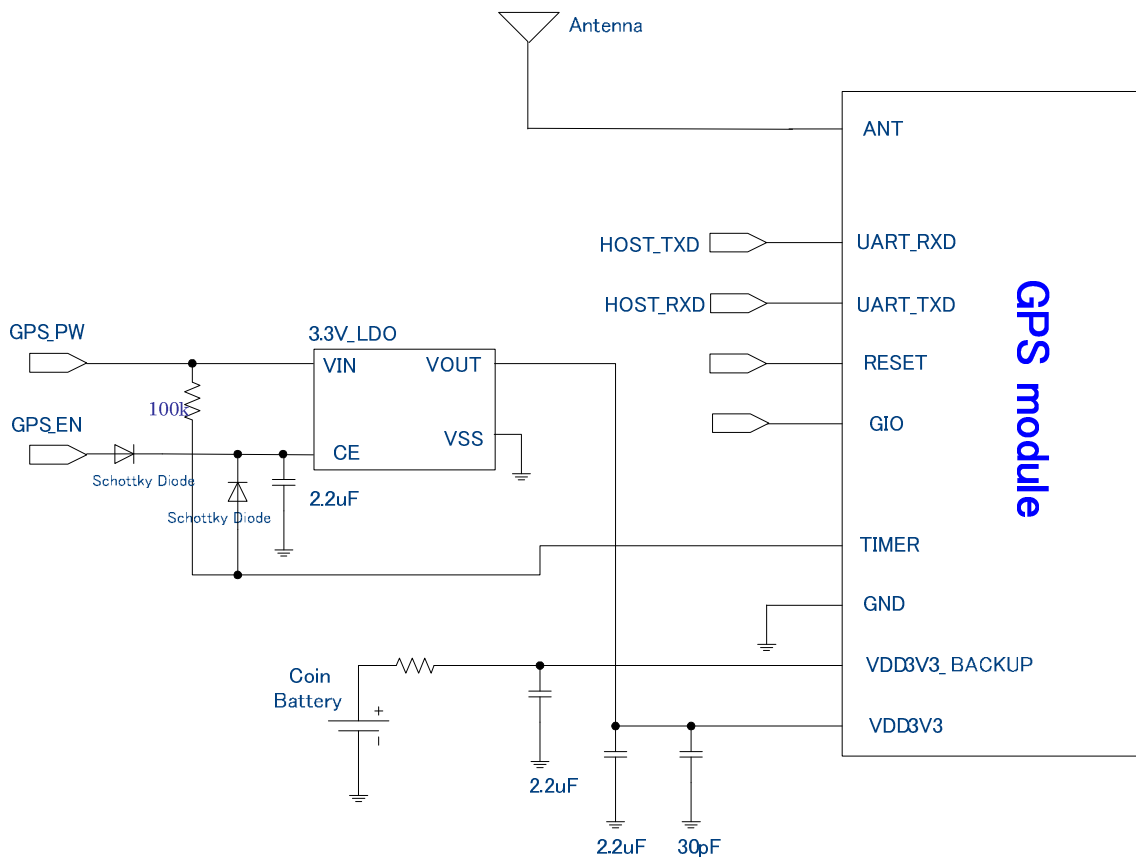 Antenna
ANT
HOST_TXD
UART_RXD
HOST_RXD
UART_TXD
GPS module
GPS_PW
3.3V_LDO
VIN
VOUT
RESET
100k
GPS_EN
GIO
VSS
CE
Schottky Diode
2.2uF
Schottky Diode
TIMER
GND
VDD3V3_BACKUP
Coin
Battery
+
-
VDD3V3
2.2uF
2.2uF
30pF